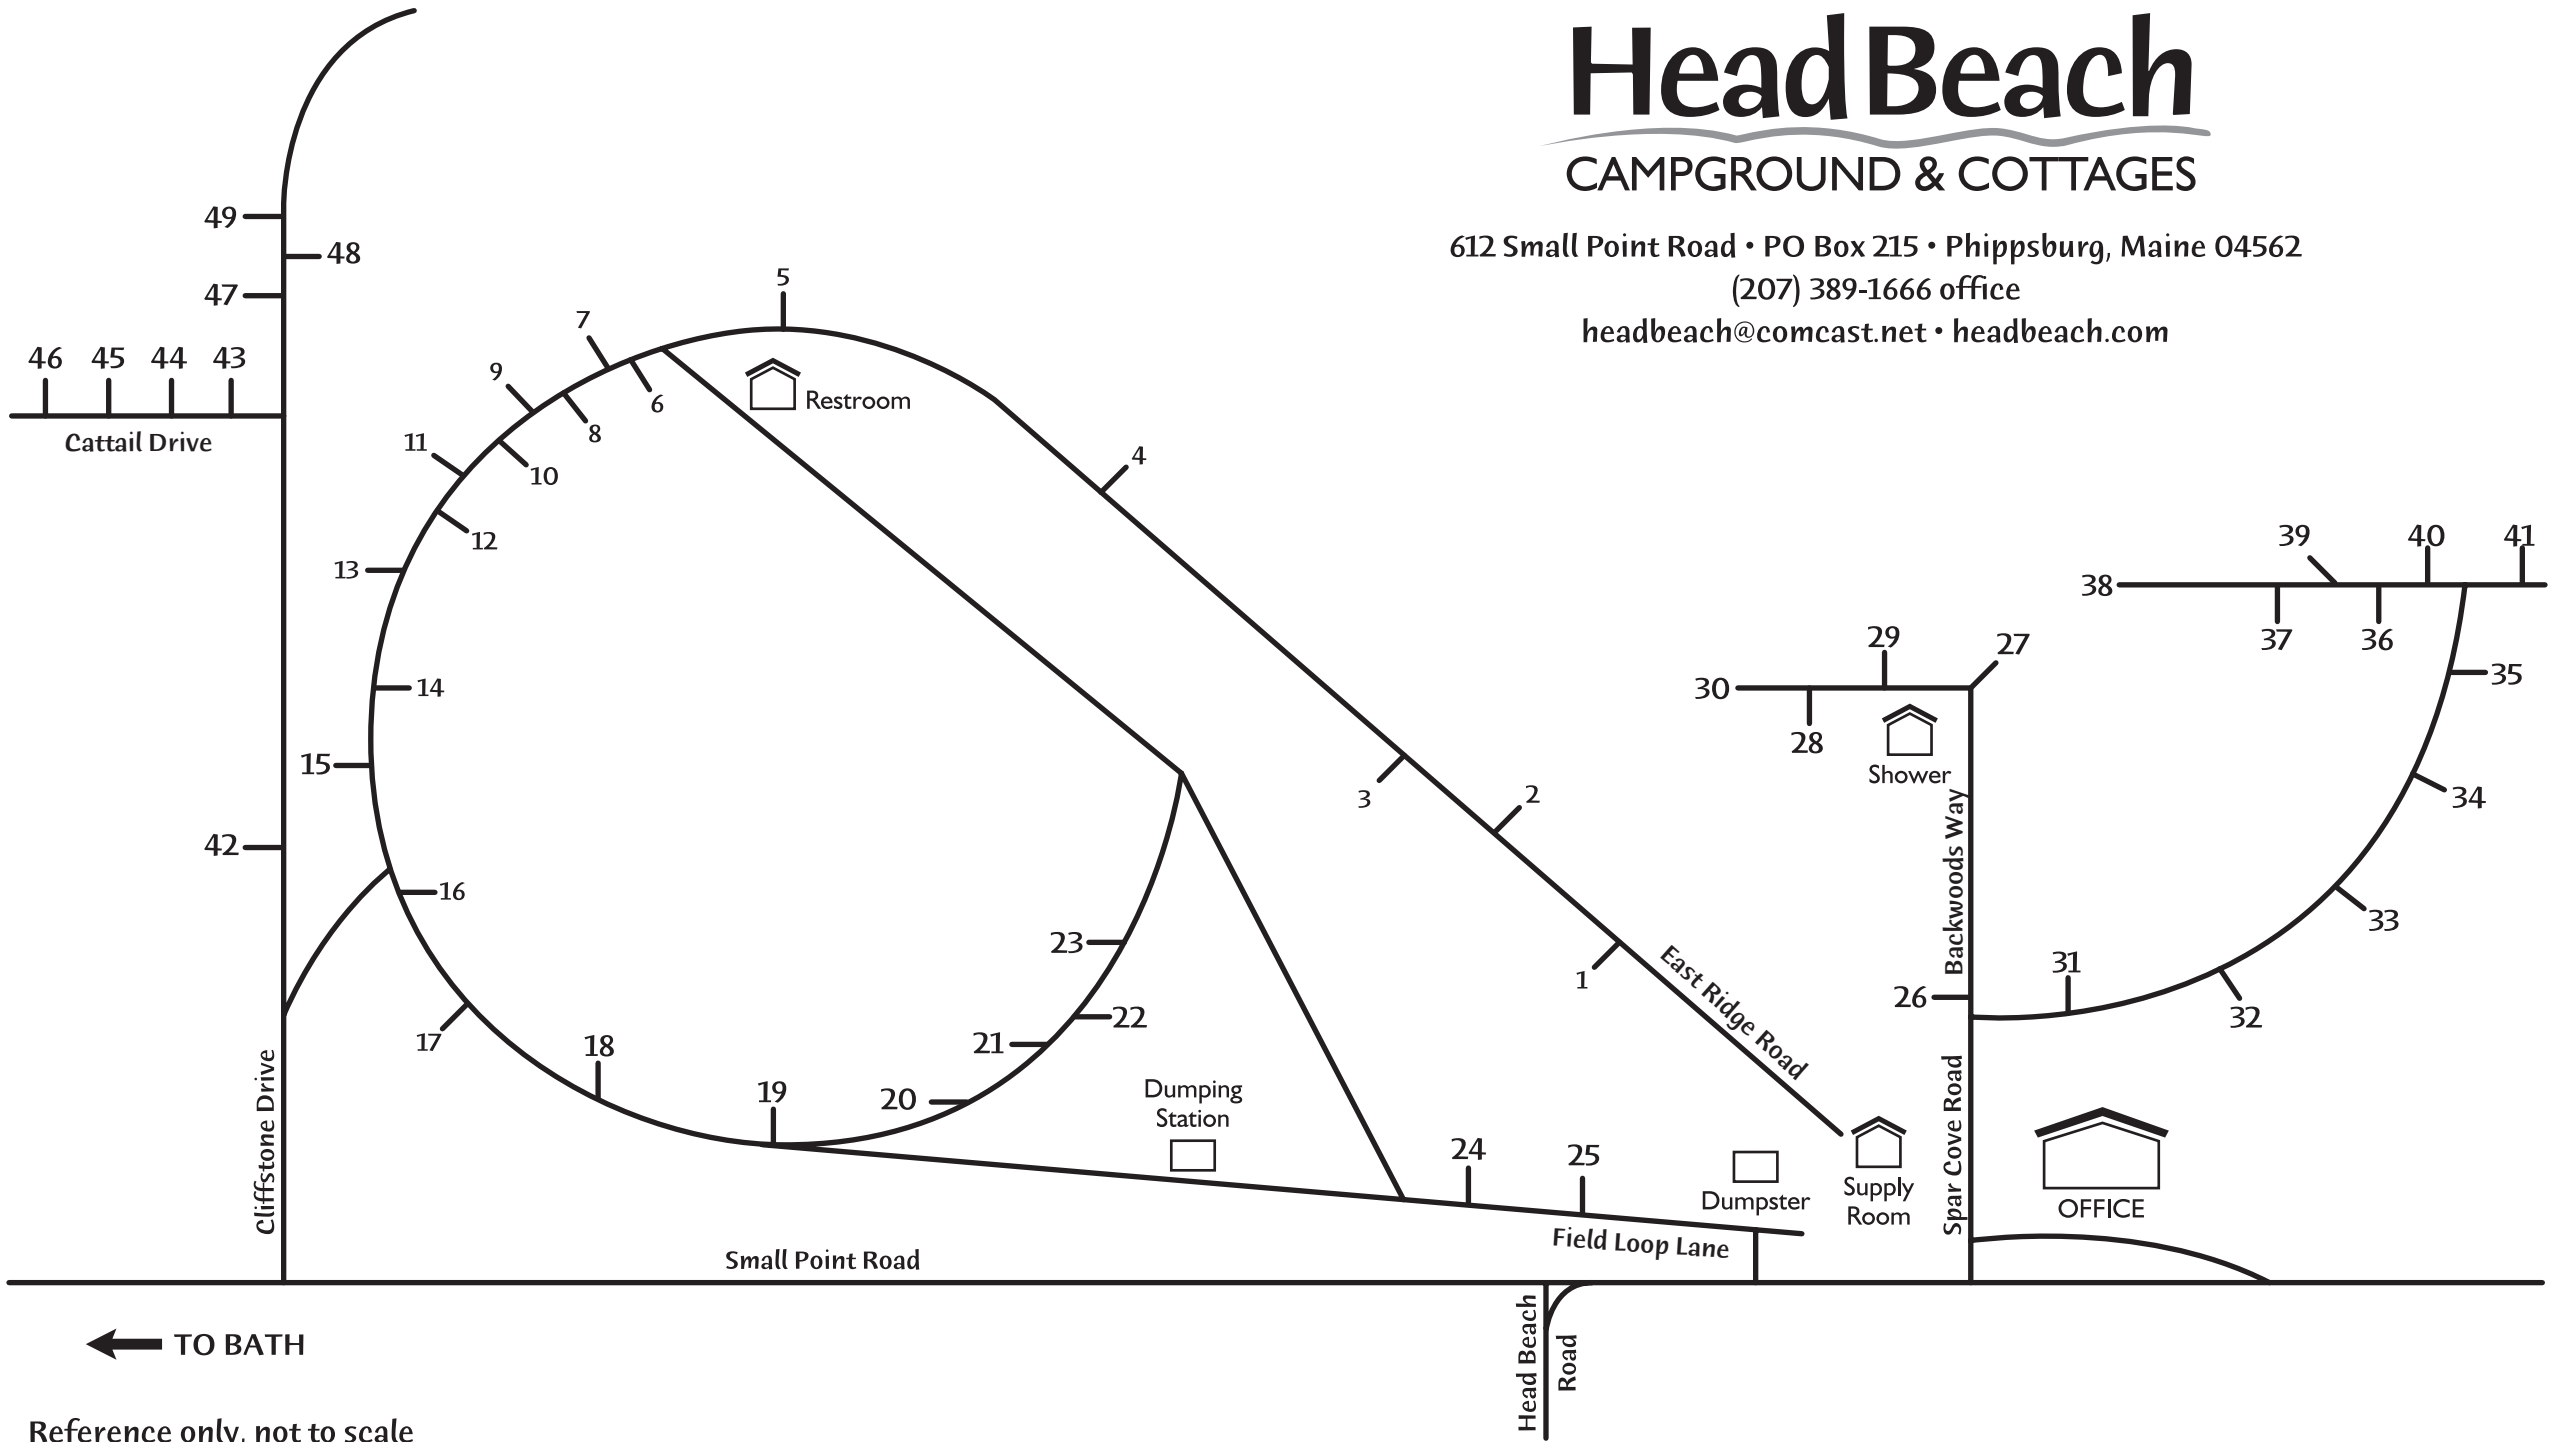 Head Beach
CAMPGROUND & COTTAGES
612 Small Point Road • PO Box 215 • Phippsburg, Maine 04562
(207) 389-1666 office
headbeach@comcast.net • headbeach.com
49
48
47
46 45 44 43
Cattail Drive
5
7
6
9
8
Restroom
11
10
12
4
13
14
15
42
16
17
18
19
20
21
22
23
3
2
1
East Ridge Road
39
40
41
38
37
36
35
34
33
32
31
30
29
27
28
Shower
Backwoods Way
26
Spar Cove Road
OFFICE
Dumping
Station
24
25
Dumpster
Supply
Room
Field Loop Lane
Cliffstone Drive
Small Point Road
Head Beach
Road
TO BATH
Reference only, not to scale